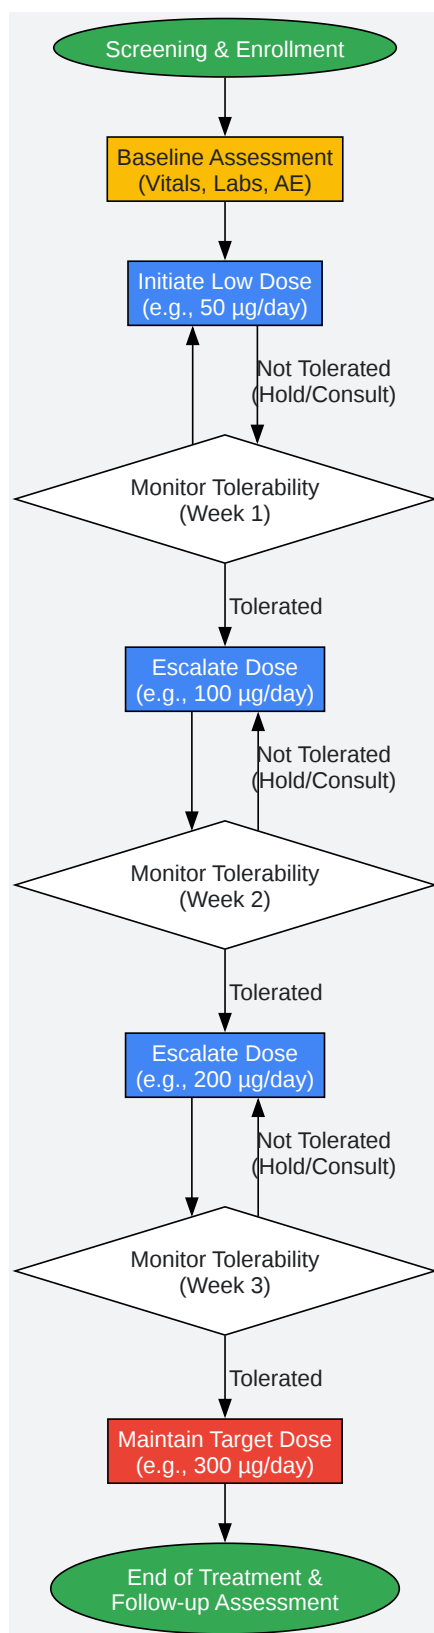 Screening & Enrollment
Baseline Assessment
(Vitals, Labs, AE)
Initiate Low Dose
(e.g., 50 µg/day)
Not Tolerated
(Hold/Consult)
Monitor Tolerability
(Week 1)
Tolerated
Escalate Dose
(e.g., 100 µg/day)
Not Tolerated
(Hold/Consult)
Monitor Tolerability
(Week 2)
Tolerated
Escalate Dose
(e.g., 200 µg/day)
Not Tolerated
(Hold/Consult)
Monitor Tolerability
(Week 3)
Tolerated
Maintain Target Dose
(e.g., 300 µg/day)
End of Treatment &
Follow-up Assessment